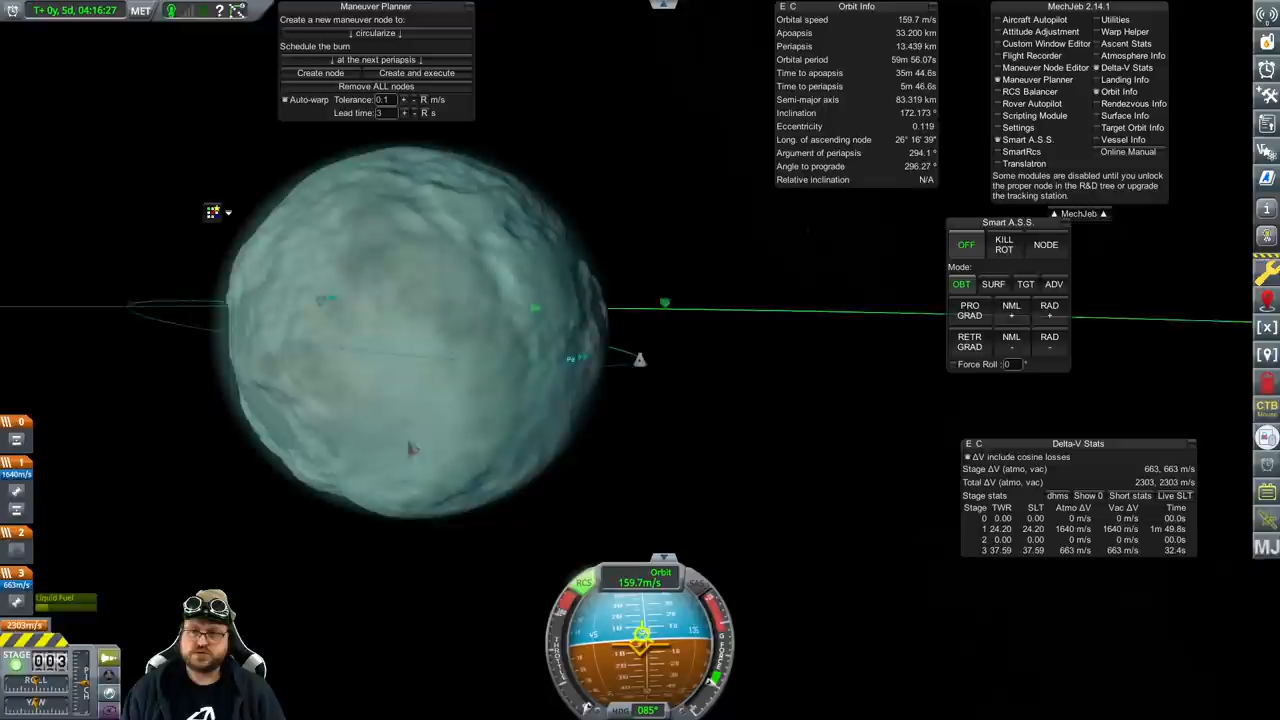 T+ 0y, 5d, 04:16:27 MET
Maneuver Planner
Create a new maneuver node to:
↓ circularize ↓
Schedule the burn
↓ at the next periapsis ↓
Create node Create and execute
Remove ALL nodes
Auto-warp Tolerance: 0.1 + - R m/s
Lead time: 3 + - R s
E C Orbit Info
Orbital speed 159.7 m/s
Apoapsis 33.200 km
Periapsis 13.439 km
Orbital period 59m 56.07s
Time to apoapsis 35m 44.6s
Time to periapsis 5m 46.6s
Semi-major axis 83.319 km
Inclination 172.173 º
Eccentricity 0.119
Long. of ascending node 26° 16' 39"
Argument of periapsis 294.1 º
Angle to prograde 296.27 º
Relative inclination N/A
MechJeb 2.14.1
Aircraft Autopilot Utilities
Attitude Adjustment Warp Helper
Custom Window Editor Ascent Stats
Flight Recorder Atmosphere Info
Maneuver Node Editor Delta-V Stats
Maneuver Planner Landing Info
RCS Balancer Orbit Info
Rover Autopilot Rendezvous Info
Scripting Module Surface Info
Settings Target Orbit Info
Smart A.S.S. Vessel Info
SmartRcs Online Manual
Translatron
Some modules are disabled until you unlock
the proper node in the R&D tree or upgrade
the tracking station.
▲ MechJeb ▲
Smart A.S.S.
OFF KILL ROT NODE
Mode:
OBT SURF TGT ADV
PRO GRAD NML + RAD +
RETR GRAD NML - RAD -
Force Roll : 0 °
E C Delta-V Stats
ΔV include cosine losses
Stage ΔV (atmo, vac) 663, 663 m/s
Total ΔV (atmo, vac) 2303, 2303 m/s
Stage stats dhms Show 0 Short stats Live SLT
Stage TWR SLT Atmo ΔV Vac ΔV Time
0 0.00 0.00 0 m/s 0 m/s 00.0s
1 24.20 24.20 1640 m/s 1640 m/s 1m 49.8s
2 0.00 0.00 0 m/s 0 m/s 00.0s
3 37.59 37.59 663 m/s 663 m/s 32.4s
0
1
1640m/s
2
3
663m/s
Liquid Fuel
2303m/s
STAGE 003
ROLL
YAW
PITCH
Pe
Orbit
159.7m/s
RCS SAS
THROTTLE
HDG 085°
CTB
MJ